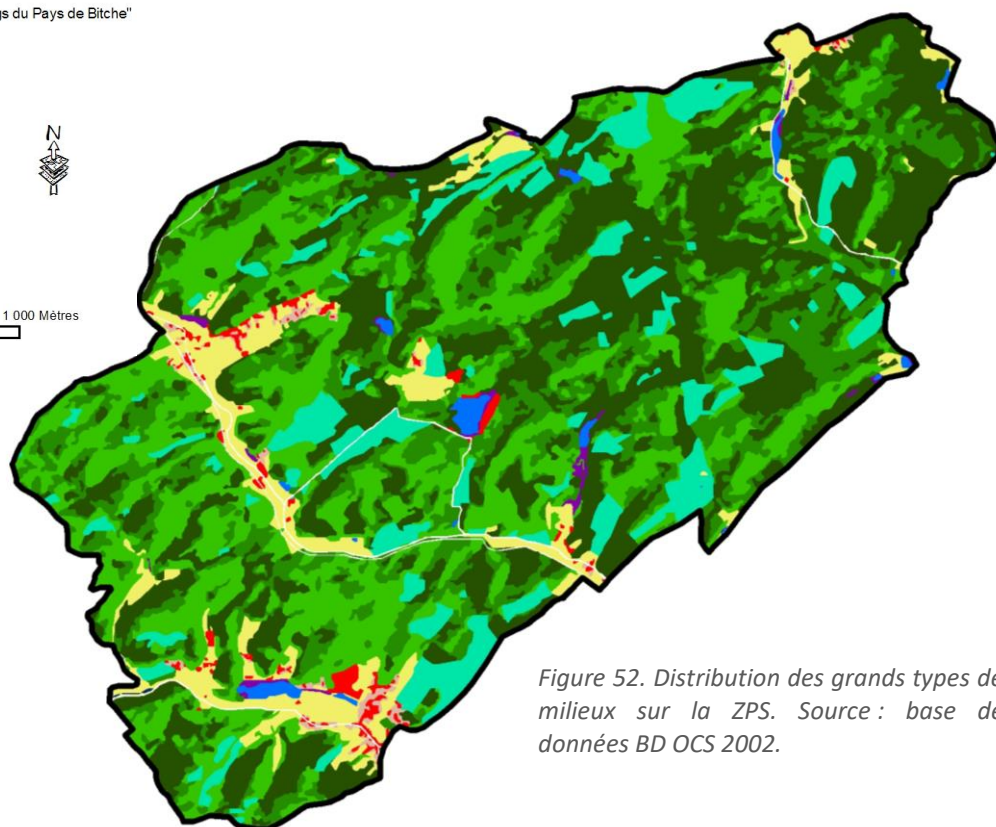 gs du Pays de Bitche"
N
1 000 Mètres
Figure 52. Distribution des grands types de
milieux sur la ZPS. Source : base de
données BD OCS 2002.